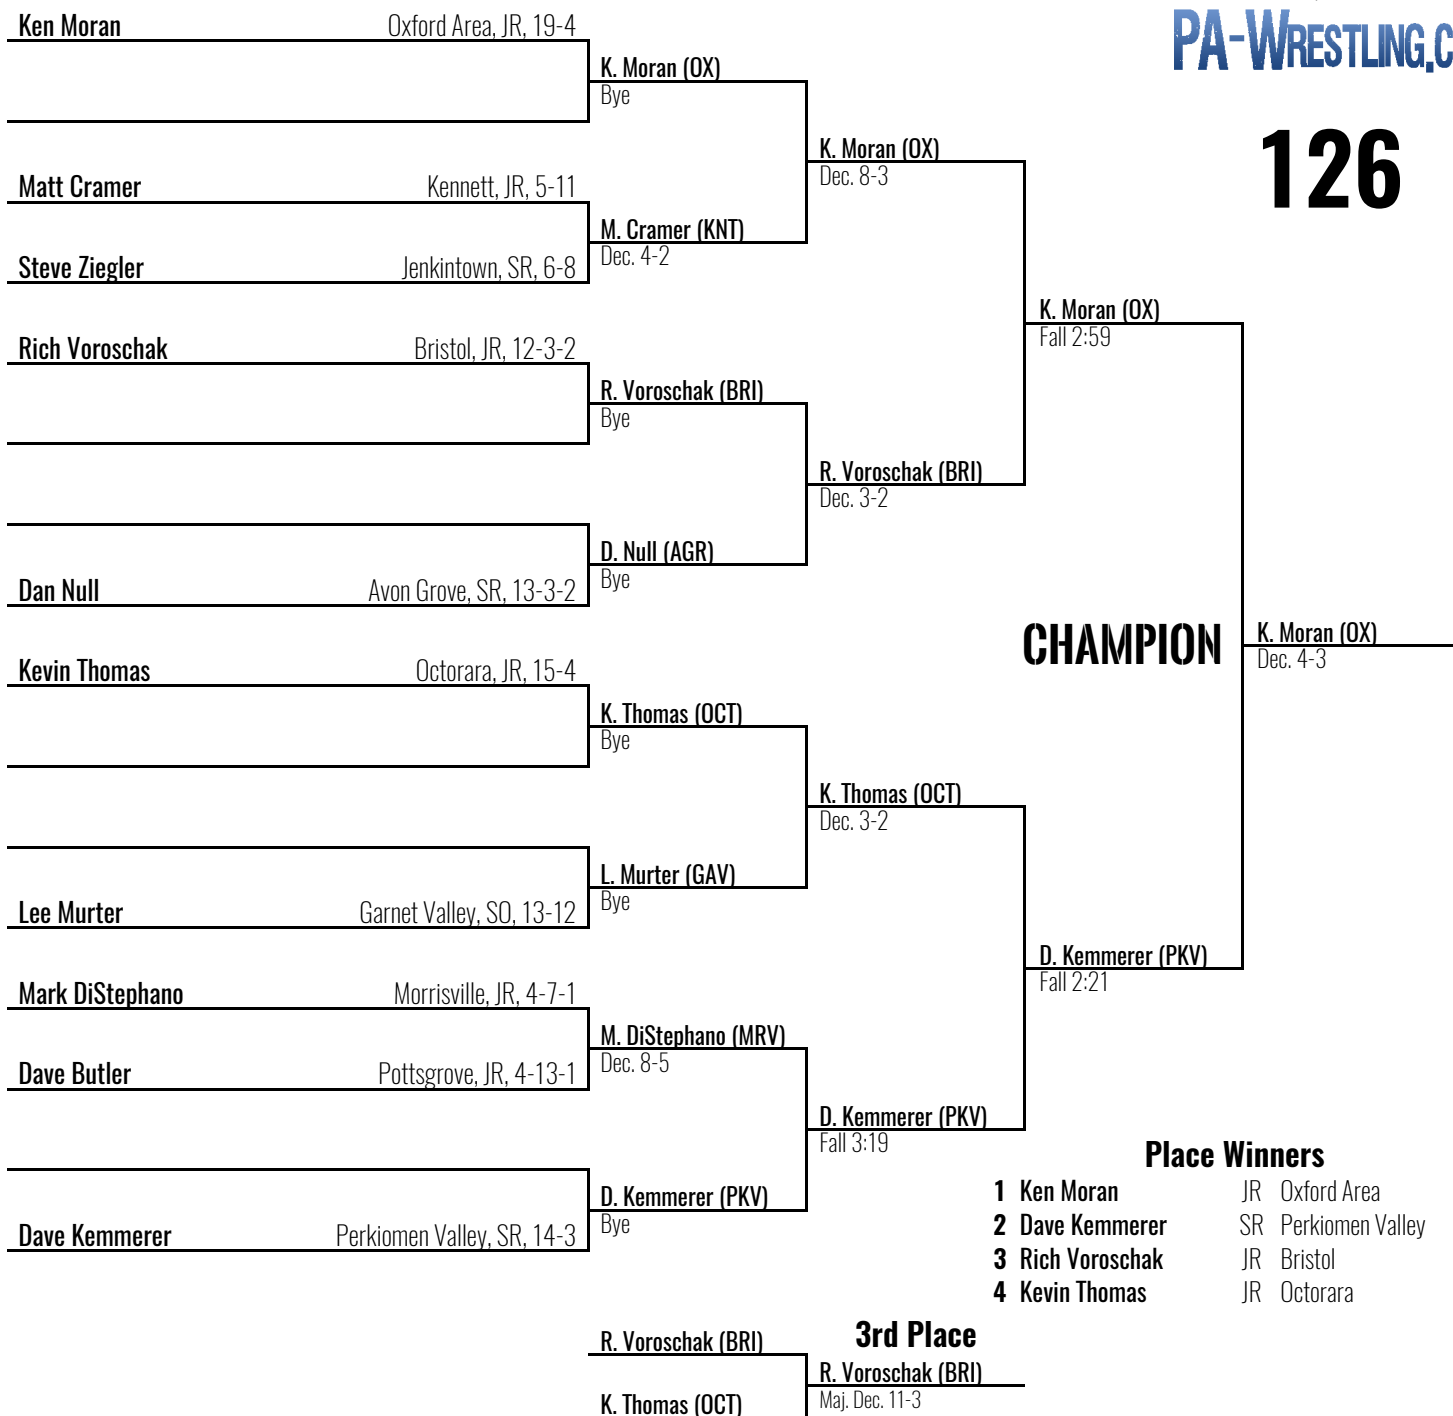 PA-WRESTLING.C
126
Ken Moran Oxford Area, JR, 19-4
K. Moran (OX)
Bye
K. Moran (OX)
Dec. 8-3
Matt Cramer Kennett, JR, 5-11
M. Cramer (KNT)
Dec. 4-2
Steve Ziegler Jenkintown, SR, 6-8
K. Moran (OX)
Fall 2:59
Rich Voroschak Bristol, JR, 12-3-2
R. Voroschak (BRI)
Bye
R. Voroschak (BRI)
Dec. 3-2
D. Null (AGR)
Bye
Dan Null Avon Grove, SR, 13-3-2
CHAMPION
K. Moran (OX)
Dec. 4-3
Kevin Thomas Octorara, JR, 15-4
K. Thomas (OCT)
Bye
K. Thomas (OCT)
Dec. 3-2
L. Murter (GAV)
Bye
Lee Murter Garnet Valley, SO, 13-12
D. Kemmerer (PKV)
Fall 2:21
Mark DiStephano Morrisville, JR, 4-7-1
M. DiStephano (MRV)
Dec. 8-5
Dave Butler Pottsgrove, JR, 4-13-1
D. Kemmerer (PKV)
Fall 3:19
D. Kemmerer (PKV)
Bye
Dave Kemmerer Perkiomen Valley, SR, 14-3
Place Winners
1 Ken Moran JR Oxford Area
2 Dave Kemmerer SR Perkiomen Valley
3 Rich Voroschak JR Bristol
4 Kevin Thomas JR Octorara
3rd Place
R. Voroschak (BRI)
R. Voroschak (BRI)
Maj. Dec. 11-3
K. Thomas (OCT)